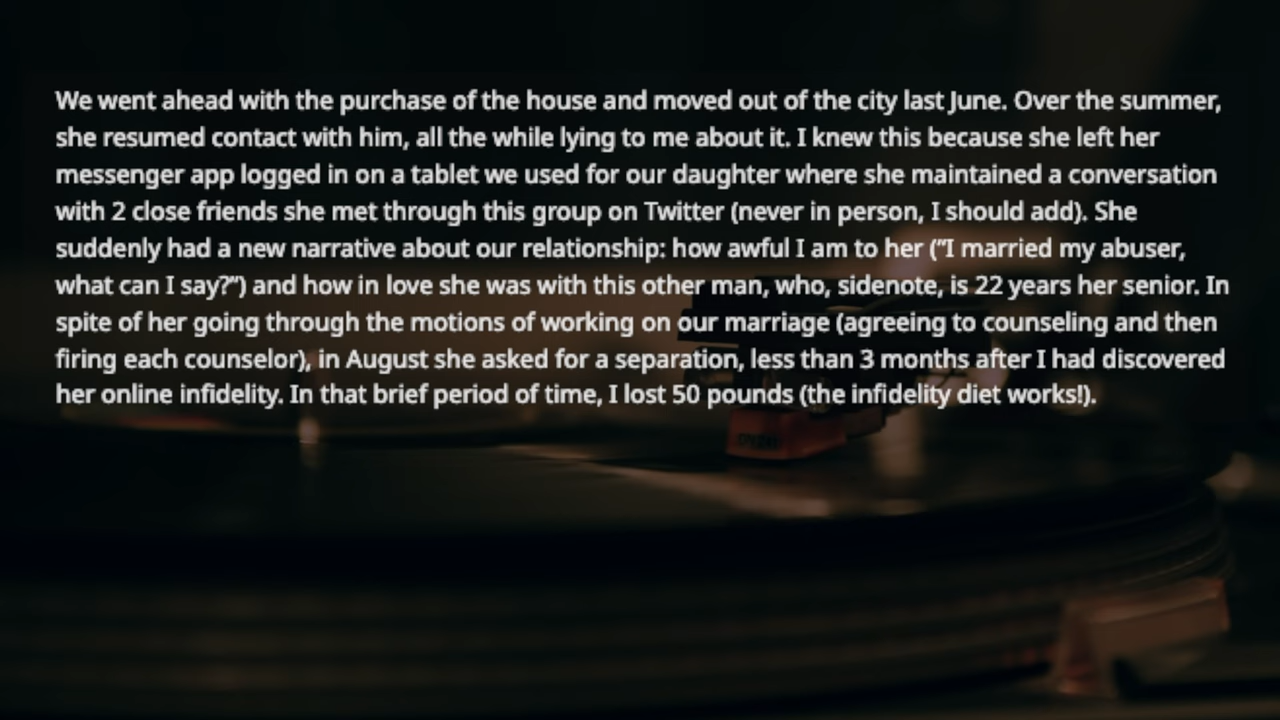 We went ahead with the purchase of the house and moved out of the city last June. Over the summer,
she resumed contact with him, all the while lying to me about it. I knew this because she left her
messenger app logged in on a tablet we used for our daughter where she maintained a conversation
with 2 close friends she met through this group on Twitter (never in person, I should add). She
suddenly had a new narrative about our relationship: how awful I am to her (“I married my abuser,
what can I say?”) and how in love she was with this other man, who, sidenote, is 22 years her senior. In
spite of her going through the motions of working on our marriage (agreeing to counseling and then
firing each counselor), in August she asked for a separation, less than 3 months after I had discovered
her online infidelity. In that brief period of time, I lost 50 pounds (the infidelity diet works!).